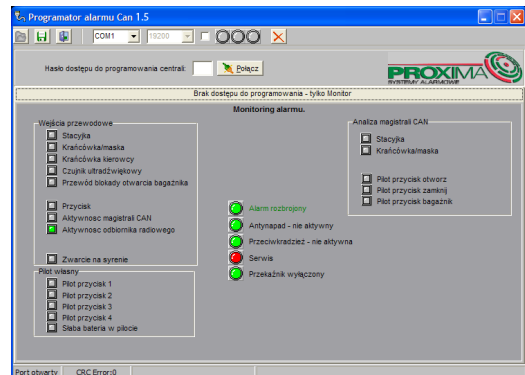 Programator alarmu Can 1.5
COM1
19200
Hasło dostępu do programowania centrali:
Połącz
PROXIMA
SYSTEMY ALARMOWE
Brak dostępu do programowania - tylko Monitor
Monitoring alarmu.
Wejścia przewodowe
Stacyjka
Krańcówka/maska
Krańcówka kierowcy
Czujnik ultradźwiękowy
Przewód blokady otwarcia bagażnika
Przycisk
Aktywnosc magistrali CAN
Aktywnosc odbiornika radiowego
Zwarcie na syrenie
Pilot własny
Pilot przycisk 1
Pilot przycisk 2
Pilot przycisk 3
Pilot przycisk 4
Słaba bateria w pilocie
Alarm rozbrojony
Antynapad - nie aktywny
Przeciwkradzież - nie aktywna
Serwis
Przekaźnik wyłączony
Analiza magistrali CAN
Stacyjka
Krańcówka/maska
Pilot przycisk otworz
Pilot przycisk zamknij
Pilot przycisk bagażnik
Port otwarty
CRC Error:0